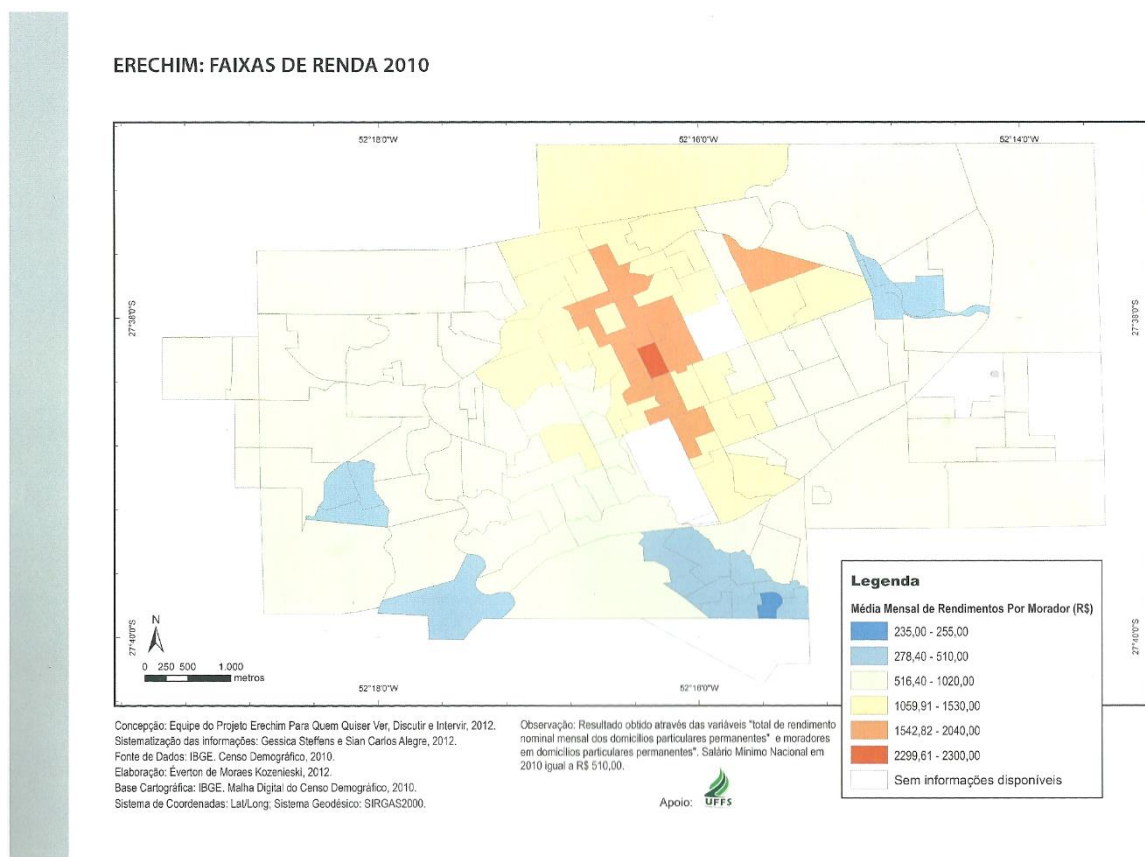 ERECHIM: FAIXAS DE RENDA 2010
52°18'0"W
52°16'0"W
52°14'0"W
27°38'0"S
27°38'0"S
27°40'0"S
27°40'0"S
N
0 250 500 1.000
metros
52°18'0"W
52°16'0"W
Legenda
Média Mensal de Rendimentos Por Morador (R$)
235,00 - 255,00
278,40 - 510,00
516,40 - 1020,00
1059,91 - 1530,00
1542,82 - 2040,00
2299,61 - 2300,00
Sem informações disponíveis
Concepção: Equipe do Projeto Erechim Para Quem Quiser Ver, Discutir e Intervir, 2012.
Sistematização das Informações: Gessica Steffens e Sian Carlos Alegre, 2012.
Fonte de Dados: IBGE. Censo Demográfico, 2010.
Elaboração: Éverton de Moraes Kozenieski, 2012.
Base Cartográfica: IBGE. Malha Digital do Censo Demográfico, 2010.
Sistema de Coordenadas: Lat/Long; Sistema Geodésico: SIRGAS2000.
Observação: Resultado obtido através das variáveis "total de rendimento
nominal mensal dos domicílios particulares permanentes" e moradores
em domicílios particulares permanentes". Salário Mínimo Nacional em
2010 igual a R$ 510,00.
Apoio:
UFFS